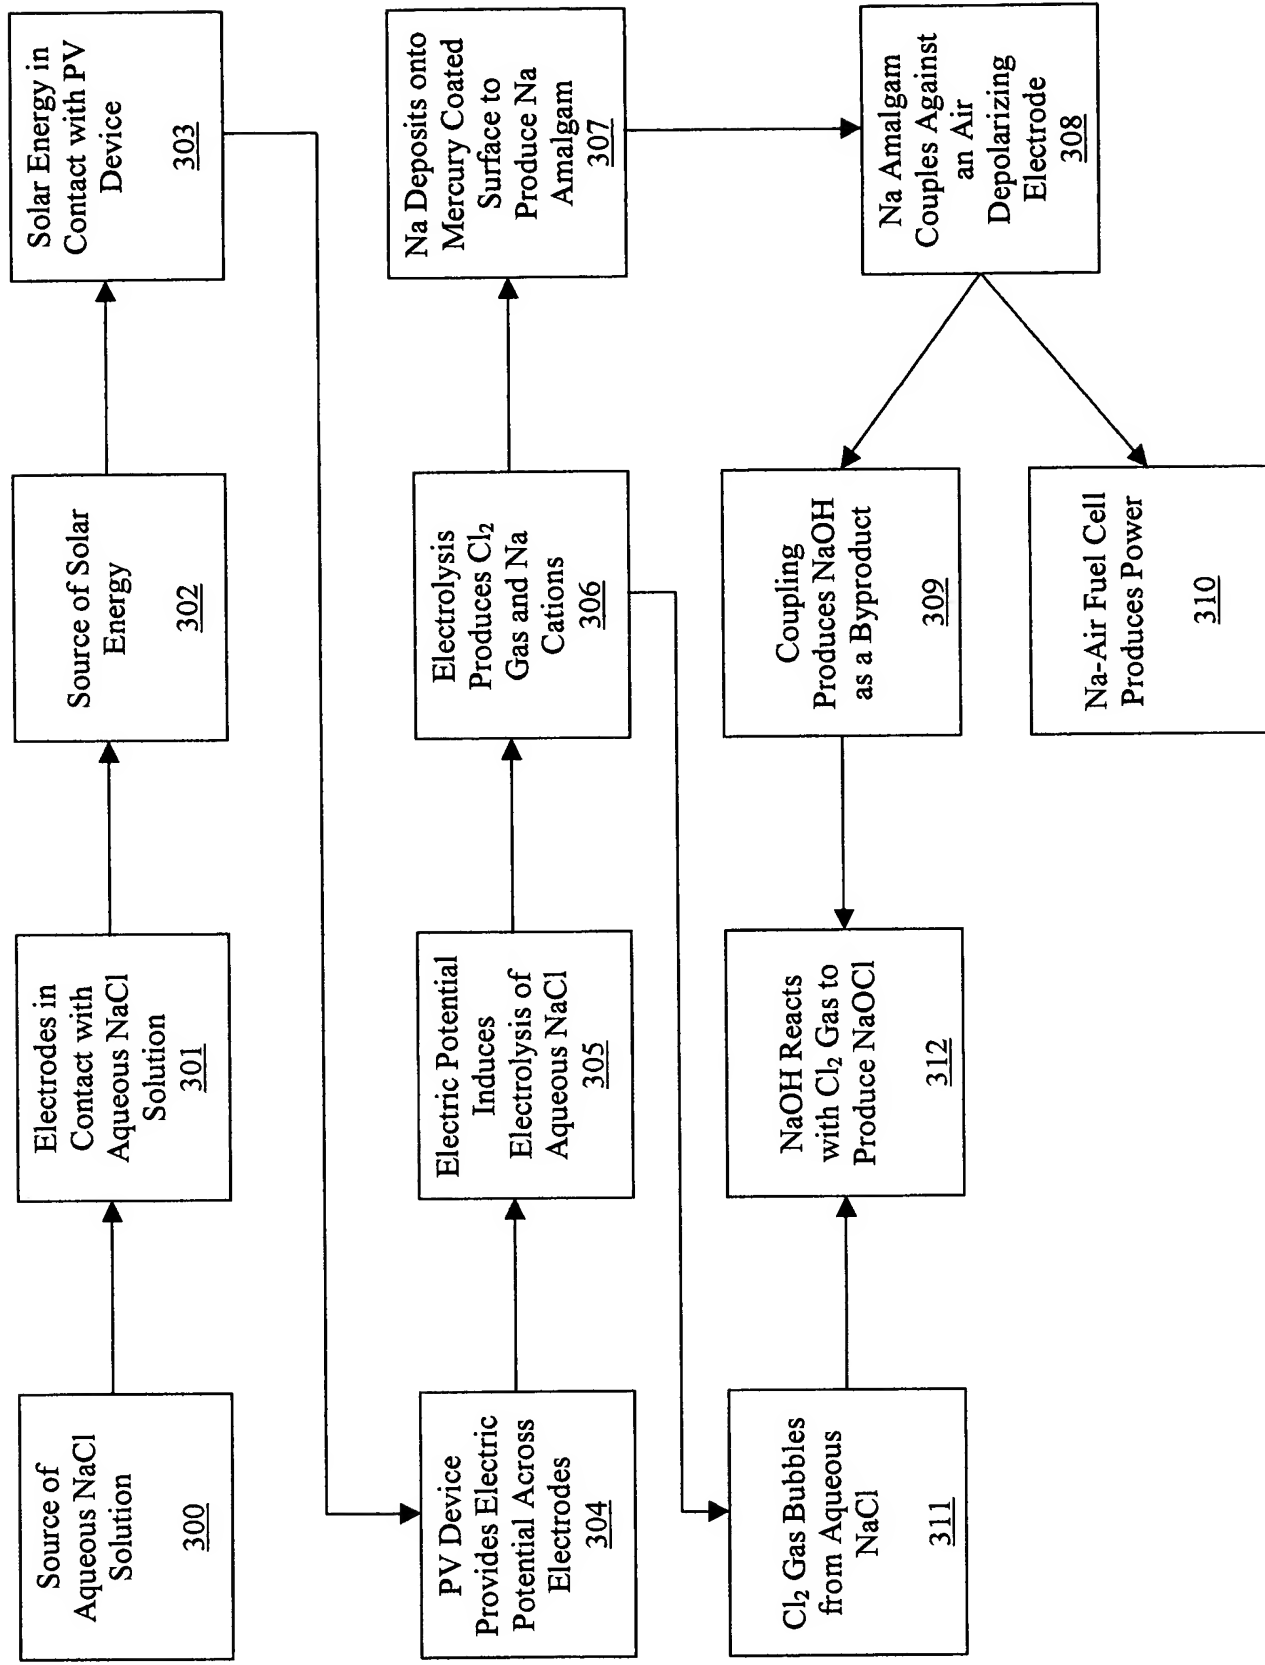 Source of
Aqueous NaCl
Solution
300
Electrodes in
Contact with
Aqueous NaCl
Solution
301
Source of Solar
Energy
302
Solar Energy in
Contact with PV
Device
303
PV Device
Provides Electric
Potential Across
Electrodes
304
Electric Potential
Induces
Electrolysis of
Aqueous NaCl
305
Electrolysis
Produces Cl₂
Gas and Na
Cations
306
Na Deposits onto
Mercury Coated
Surface to
Produce Na
Amalgam
307
Na Amalgam
Couples Against
an Air
Depolarizing
Electrode
308
Coupling
Produces NaOH
as a Byproduct
309
Na-Air Fuel Cell
Produces Power
310
Cl₂ Gas Bubbles
from Aqueous
NaCl
311
NaOH Reacts
with Cl₂ Gas to
Produce NaOCl
312